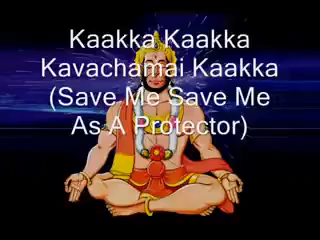 Kaakka Kaakka
Kavachamai Kaakka
(Save Me Save Me
As A Protector)